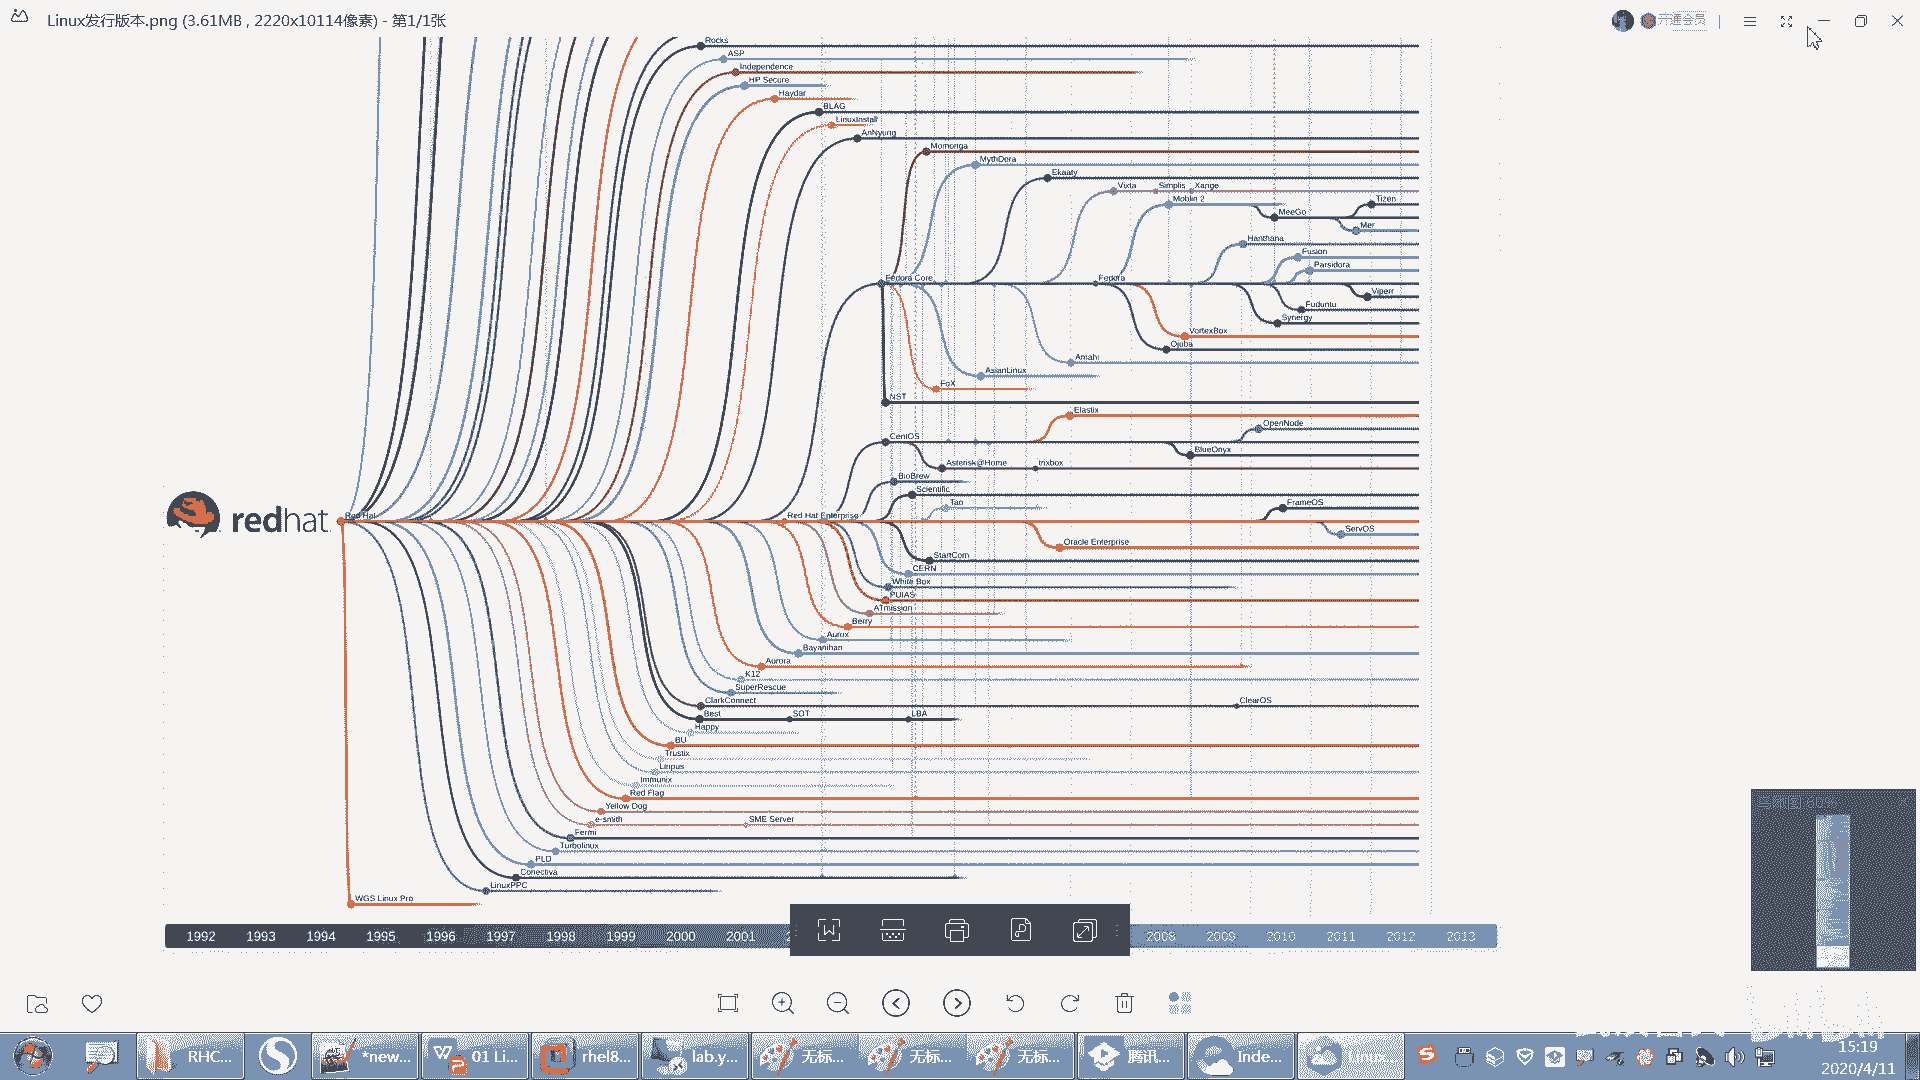 Linux发行版本.png (3.61MB , 2220x10114像素) - 第1/1张
开通会员
Rocks
ASP
Independence
HP Secure
Haydar
BLAG
LinuxInstall
AnNyung
Momonga
MythDora
Ekaaty
Vixta
Simplis
Xange
Moblin 2
Tizen
MeeGo
Mer
Hanthana
Fusion
Parsidora
Fedora Core
Fedora
Viperr
Fuduntu
Synergy
VortexBox
Ojuba
Amahi
AsianLinux
FoX
NST
Elastix
OpenNode
CentOS
BlueOnyx
Asterisk@Home
trixbox
BioBrew
Scientific
Tao
FrameOS
redhat
Red Hat
Red Hat Enterprise
ServOS
Oracle Enterprise
StartCom
CERN
White Box
PUIAS
ATmission
Berry
Aurox
Bayanihan
Aurora
K12
SuperRescue
ClarkConnect
ClearOS
Best
SOT
LBA
Happy
BU
Trustix
Linpus
Immunix
Red Flag
Yellow Dog
e-smith
SME Server
Fermi
Turbolinux
PLD
Conectiva
LinuxPPC
WGS Linux Pro
鸟瞰图 60%
1992 1993 1994 1995 1996 1997 1998 1999 2000 2001 2008 2009 2010 2011 2012 2013
RHC...
*new...
01 Li...
rhel8...
lab.y...
无标...
无标...
无标...
腾讯...
Inde...
Linux...
15:19
2020/4/11